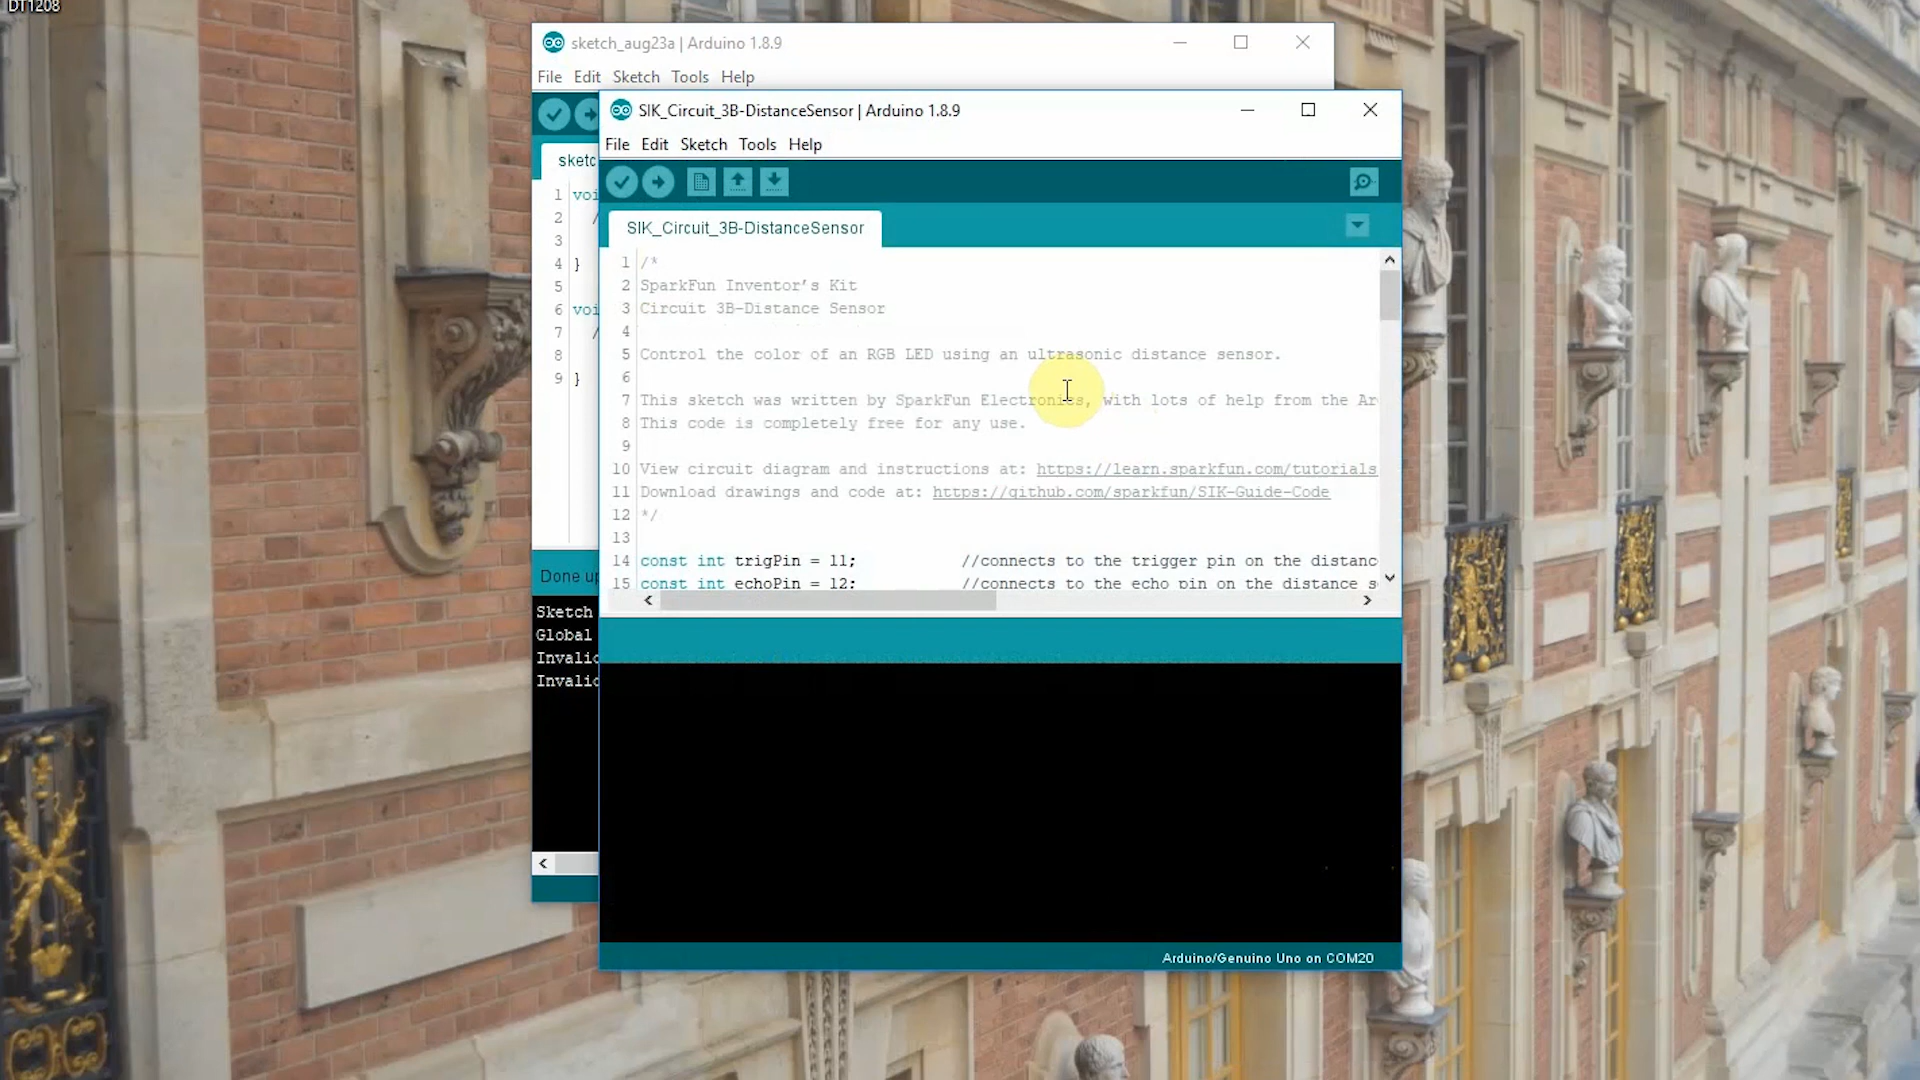 DT1208
sketch_aug23a | Arduino 1.8.9
File Edit Sketch Tools Help
sketc
1 voi
2 /
3
4 }
5
6 voi
7 /
8
9 }
Done up
Sketch
Global
Invalid
Invalid
SIK_Circuit_3B-DistanceSensor | Arduino 1.8.9
File Edit Sketch Tools Help
SIK_Circuit_3B-DistanceSensor
1 /*
2 SparkFun Inventor’s Kit
3 Circuit 3B-Distance Sensor
4
5 Control the color of an RGB LED using an ultrasonic distance sensor.
6
7 This sketch was written by SparkFun Electronics, with lots of help from the Ar
8 This code is completely free for any use.
9
10 View circuit diagram and instructions at: https://learn.sparkfun.com/tutorials
11 Download drawings and code at: https://github.com/sparkfun/SIK-Guide-Code
12 */
13
14 const int trigPin = 11; //connects to the trigger pin on the distanc
15 const int echoPin = 12; //connects to the echo pin on the distance s
Arduino/Genuino Uno on COM20